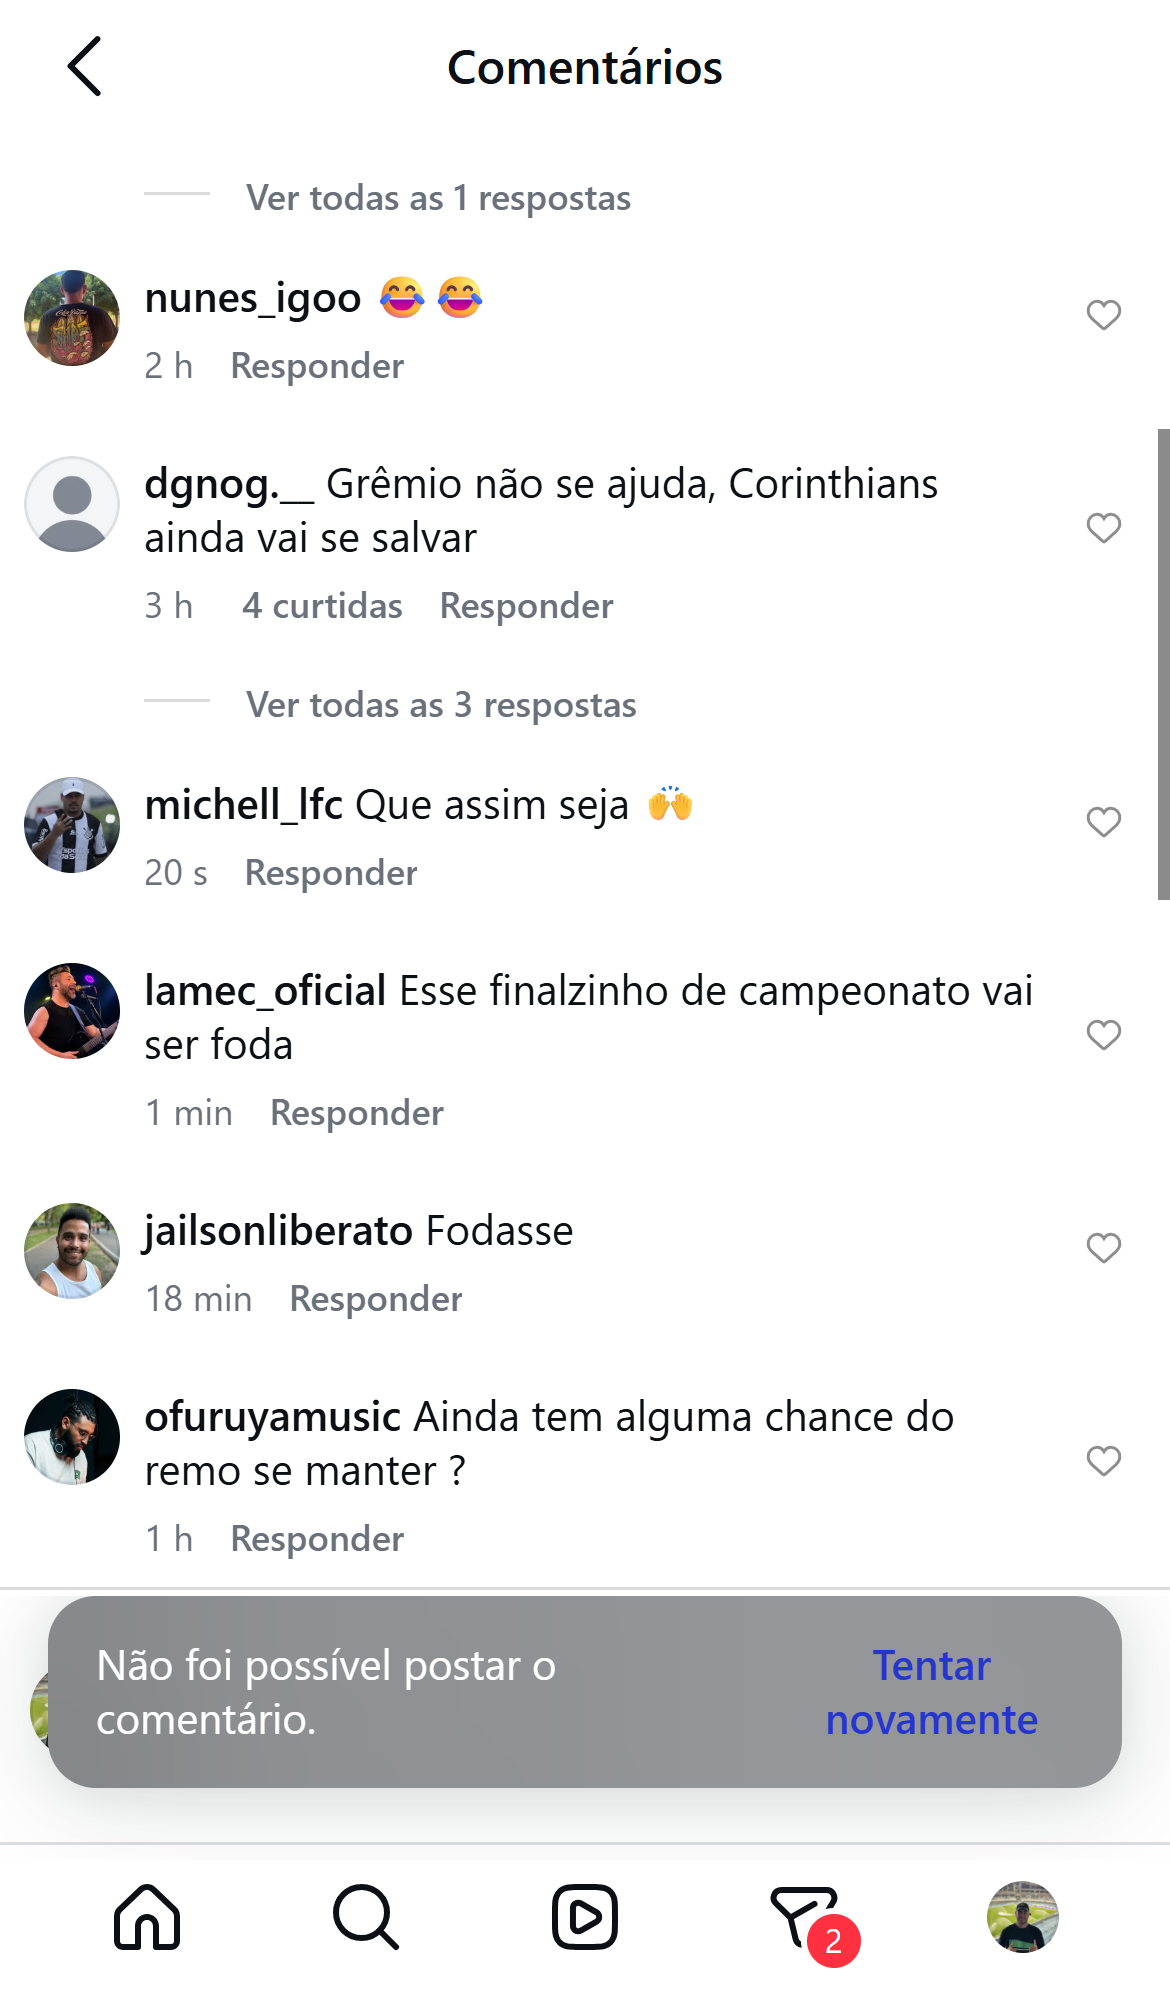 Comentários
Ver todas as 1 respostas
nunes_igoo 😂😂
2 h Responder
dgnog.__ Grêmio não se ajuda, Corinthians
ainda vai se salvar
3 h 4 curtidas Responder
Ver todas as 3 respostas
michell_lfc Que assim seja 🙌
20 s Responder
lamec_oficial Esse finalzinho de campeonato vai
ser foda
1 min Responder
jailsonliberato Fodasse
18 min Responder
ofuruyamusic Ainda tem alguma chance do
remo se manter ?
1 h Responder
Não foi possível postar o
comentário.
Tentar
novamente
2